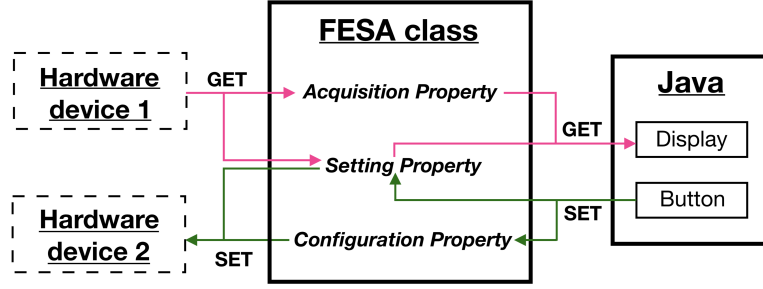 FESA class
Hardware
device 1
GET
Acquisition Property
Java
GET
Display
Setting Property
Button
Hardware
device 2
SET
Configuration Property
SET